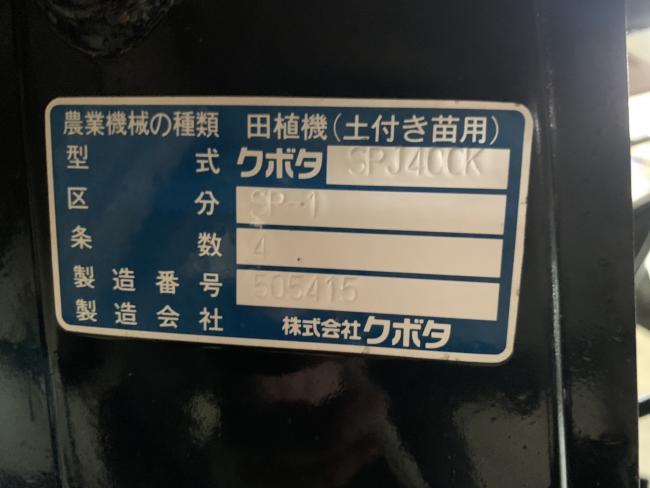 農業機械の種類 田植機(土付き苗用)
型式 クボタ SPJ400K
区分 SP-1
条数 4
製造番号 505415
製造会社 株式会社クボタ